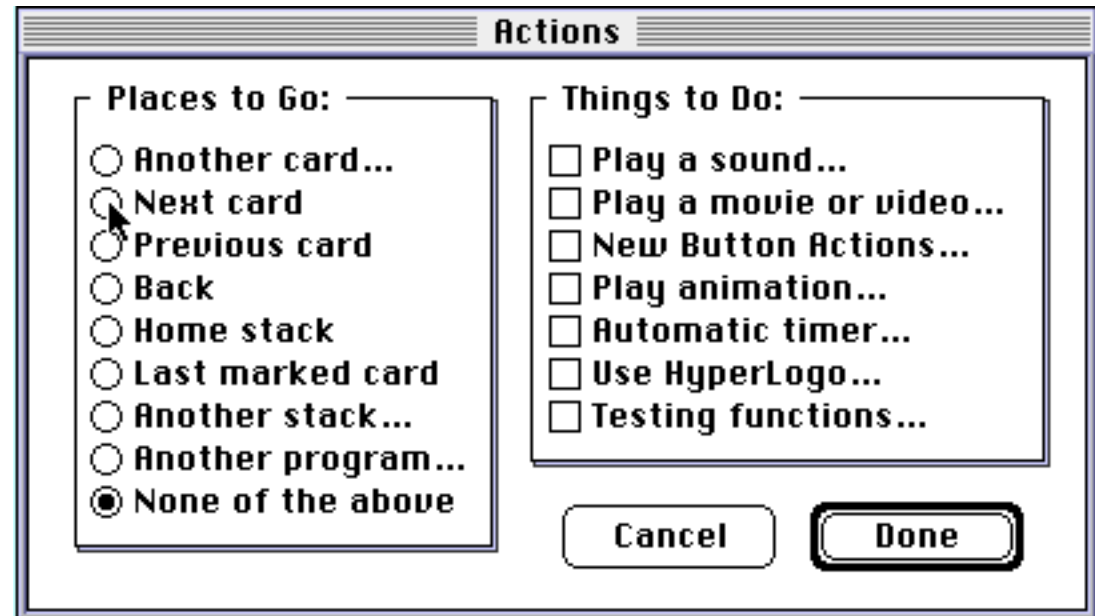 Actions
Places to Go:
Another card...
Next card
Previous card
Back
Home stack
Last marked card
Another stack...
Another program...
None of the above
Things to Do:
Play a sound...
Play a movie or video...
New Button Actions...
Play animation...
Automatic timer...
Use HyperLogo...
Testing functions...
Cancel
Done